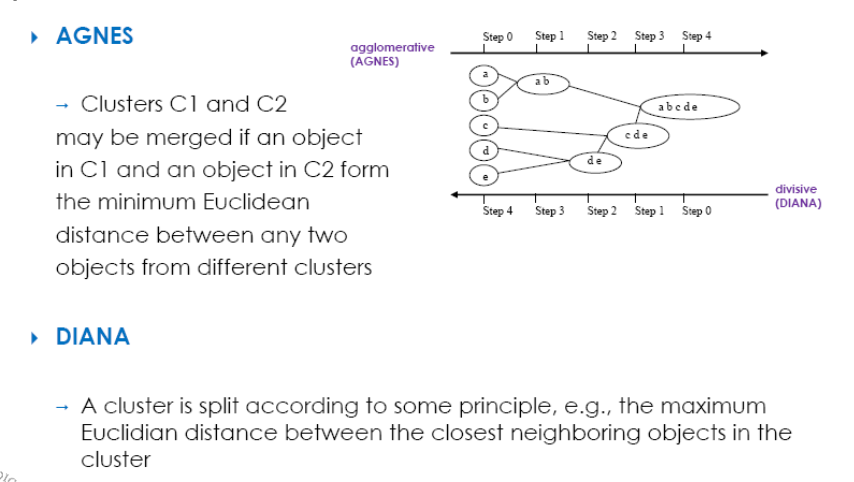 AGNES
→ Clusters C1 and C2
may be merged if an object
in C1 and an object in C2 form
the minimum Euclidean
distance between any two
objects from different clusters
agglomerative
(AGNES)
Step 0 Step 1 Step 2 Step 3 Step 4
a
b
c
d
e
a b
d e
c d e
a b c d e
Step 4 Step 3 Step 2 Step 1 Step 0
divisive
(DIANA)
DIANA
→ A cluster is split according to some principle, e.g., the maximum
Euclidian distance between the closest neighboring objects in the
cluster